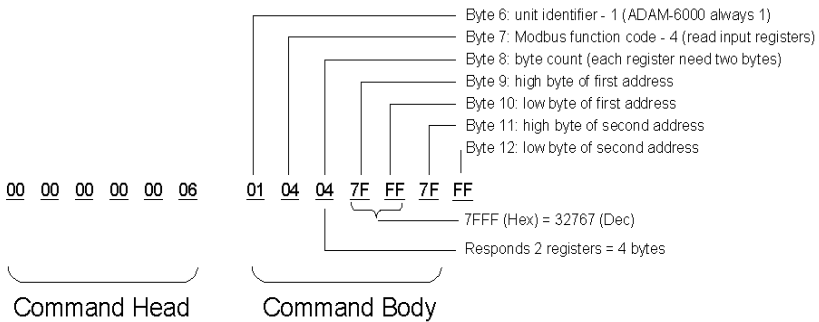 Byte 6: unit identifier - 1 (ADAM-6000 always 1)
Byte 7: Modbus function code - 4 (read input registers)
Byte 8: byte count (each register need two bytes)
Byte 9: high byte of first address
Byte 10: low byte of first address
Byte 11: high byte of second address
Byte 12: low byte of second address
00 00 00 00 00 06 01 04 04 7F FF 7F FF
7FFF (Hex) = 32767 (Dec)
Responds 2 registers = 4 bytes
Command Head Command Body